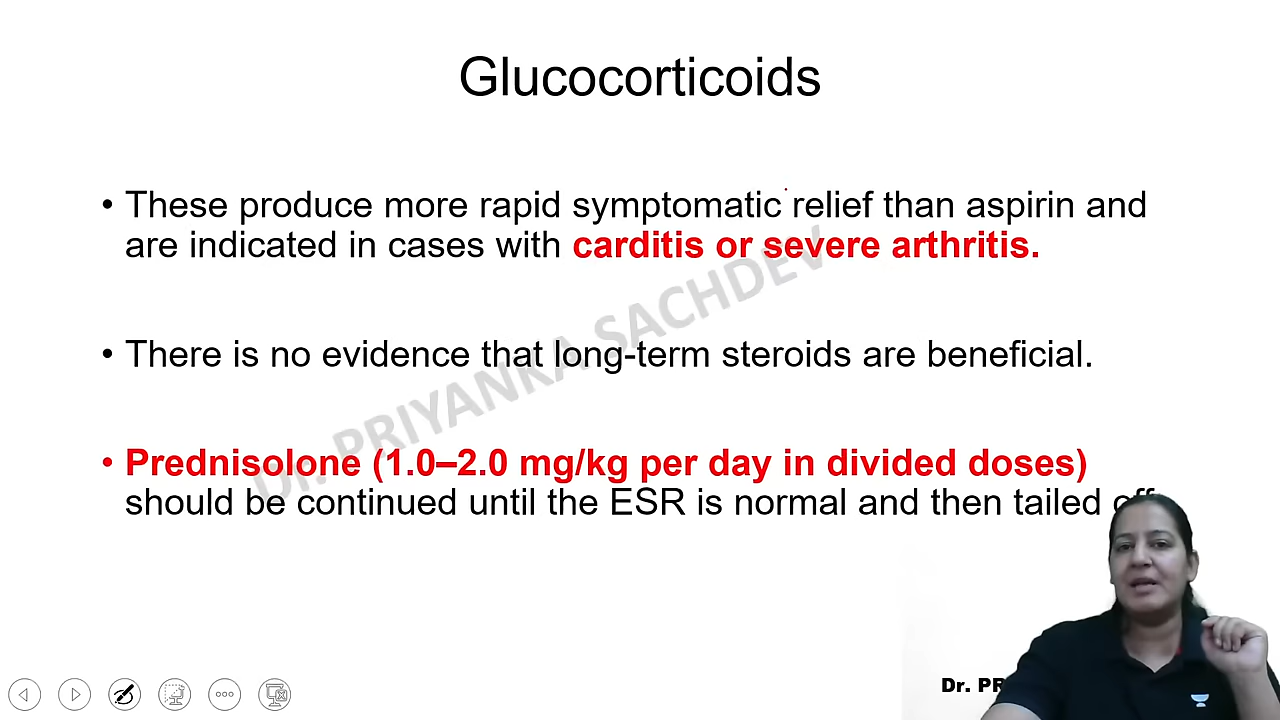 Glucocorticoids
• These produce more rapid symptomatic relief than aspirin and
are indicated in cases with carditis or severe arthritis.
• There is no evidence that long-term steroids are beneficial.
• Prednisolone (1.0–2.0 mg/kg per day in divided doses)
should be continued until the ESR is normal and then tailed off
Dr. PRIYANKA SACHDEV
Dr. PR